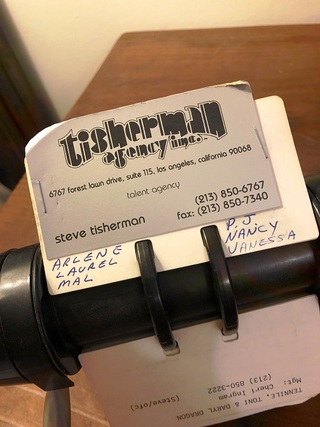 tisherman
agency inc.
6767 forest lawn drive, suite 115, los angeles, california 90068
talent agency
(213) 850-6767
fax: (213) 850-7340
steve tisherman
ARLENE
LAUREL
MAL
P.J.
NANCY
VANESSA
TENNILE, TONI & DARYL DRAGON
Mgt: Cheri Ingram
(213) 850-3222
(Steve/ofc)